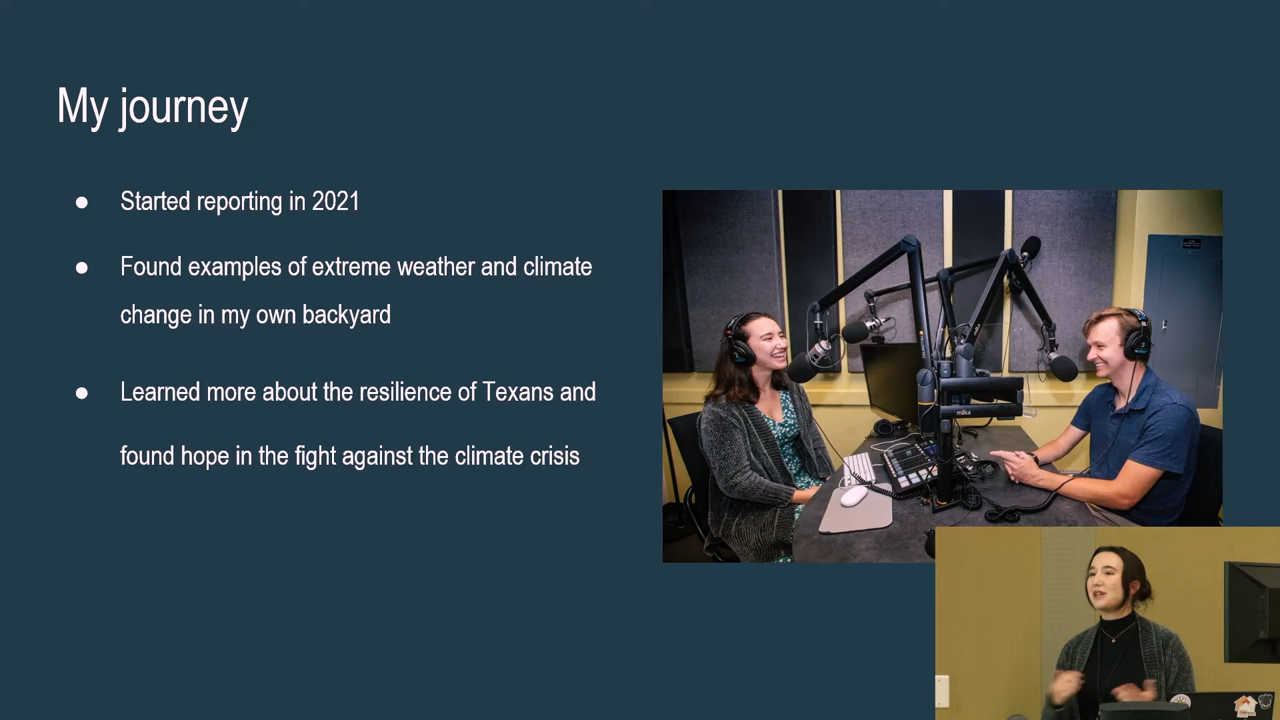 My journey
● Started reporting in 2021
● Found examples of extreme weather and climate
change in my own backyard
● Learned more about the resilience of Texans and
found hope in the fight against the climate crisis
mika